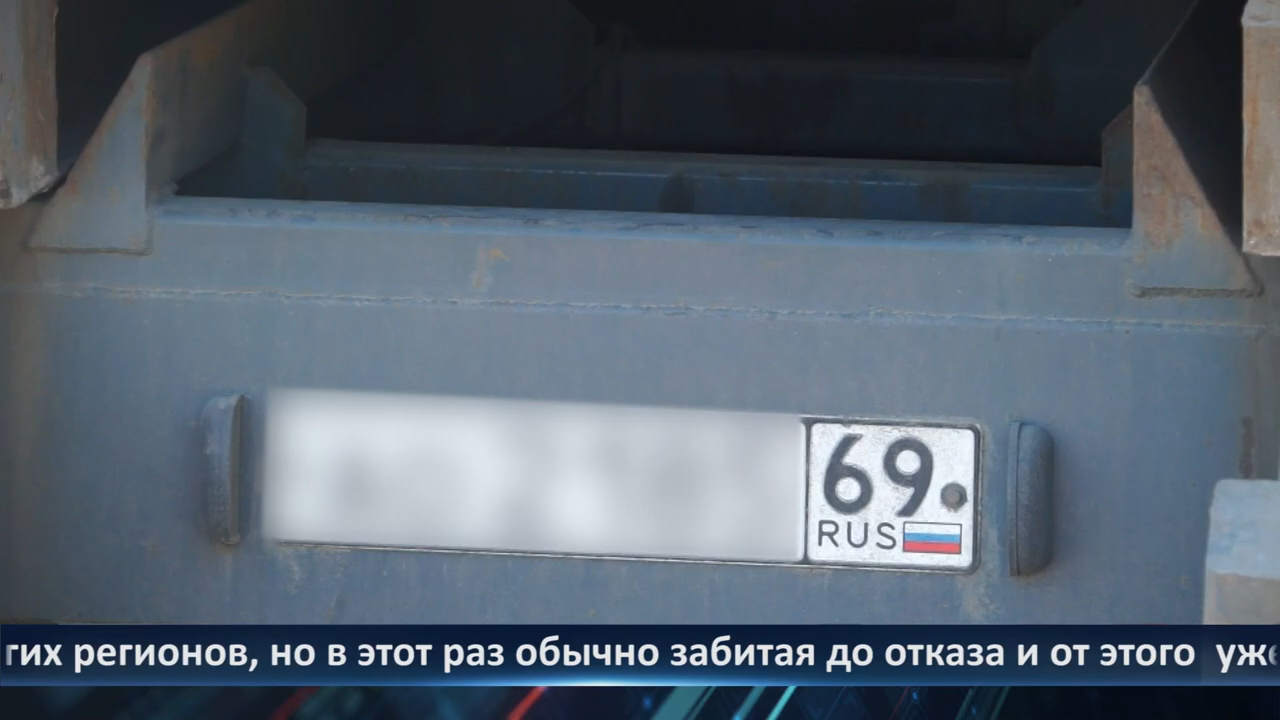 69
RUS
гих регионов, но в этот раз обычно забитая до отказа и от этого уже